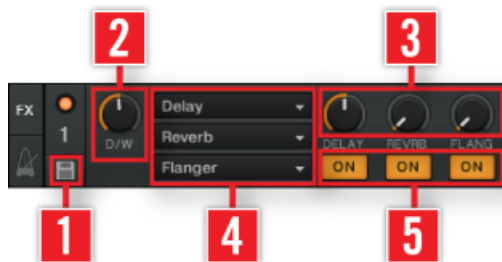 2
3
FX
1
D/W
Delay
Reverb
Flanger
DELAY
REVRB
FLANG
ON
ON
ON
1
4
5